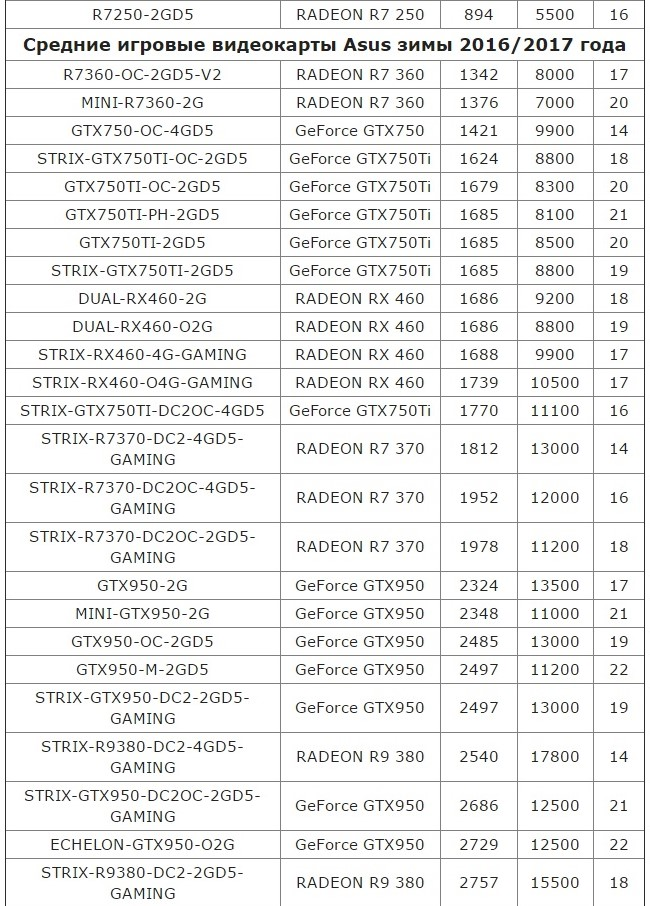 R7250-2GD5 RADEON R7 250 894 5500 16
Средние игровые видеокарты Asus зимы 2016/2017 года
R7360-OC-2GD5-V2 RADEON R7 360 1342 8000 17
MINI-R7360-2G RADEON R7 360 1376 7000 20
GTX750-OC-4GD5 GeForce GTX750 1421 9900 14
STRIX-GTX750TI-OC-2GD5 GeForce GTX750Ti 1624 8800 18
GTX750TI-OC-2GD5 GeForce GTX750Ti 1679 8300 20
GTX750TI-PH-2GD5 GeForce GTX750Ti 1685 8100 21
GTX750TI-2GD5 GeForce GTX750Ti 1685 8500 20
STRIX-GTX750TI-2GD5 GeForce GTX750Ti 1685 8800 19
DUAL-RX460-2G RADEON RX 460 1686 9200 18
DUAL-RX460-O2G RADEON RX 460 1686 8800 19
STRIX-RX460-4G-GAMING RADEON RX 460 1688 9900 17
STRIX-RX460-O4G-GAMING RADEON RX 460 1739 10500 17
STRIX-GTX750TI-DC2OC-4GD5 GeForce GTX750Ti 1770 11100 16
STRIX-R7370-DC2-4GD5-
GAMING RADEON R7 370 1812 13000 14
STRIX-R7370-DC2OC-4GD5-
GAMING RADEON R7 370 1952 12000 16
STRIX-R7370-DC2OC-2GD5-
GAMING RADEON R7 370 1978 11200 18
GTX950-2G GeForce GTX950 2324 13500 17
MINI-GTX950-2G GeForce GTX950 2348 11000 21
GTX950-OC-2GD5 GeForce GTX950 2485 13000 19
GTX950-M-2GD5 GeForce GTX950 2497 11200 22
STRIX-GTX950-DC2-2GD5-
GAMING GeForce GTX950 2497 13000 19
STRIX-R9380-DC2-4GD5-
GAMING RADEON R9 380 2540 17800 14
STRIX-GTX950-DC2OC-2GD5-
GAMING GeForce GTX950 2686 12500 21
ECHELON-GTX950-O2G GeForce GTX950 2729 12500 22
STRIX-R9380-DC2-2GD5-
GAMING RADEON R9 380 2757 15500 18